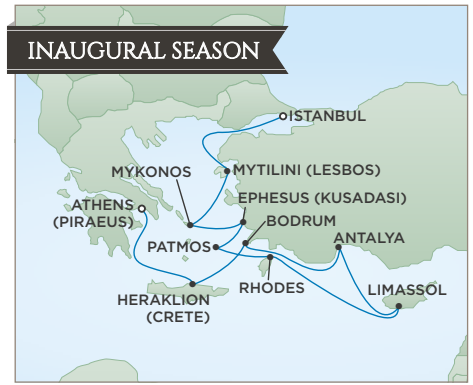 INAUGURAL SEASON
ISTANBUL
MYKONOS
MYTILINI (LESBOS)
EPHESUS (KUSADASI)
ATHENS
(PIRAEUS)
BODRUM
PATMOS
ANTALYA
RHODES
LIMASSOL
HERAKLION
(CRETE)